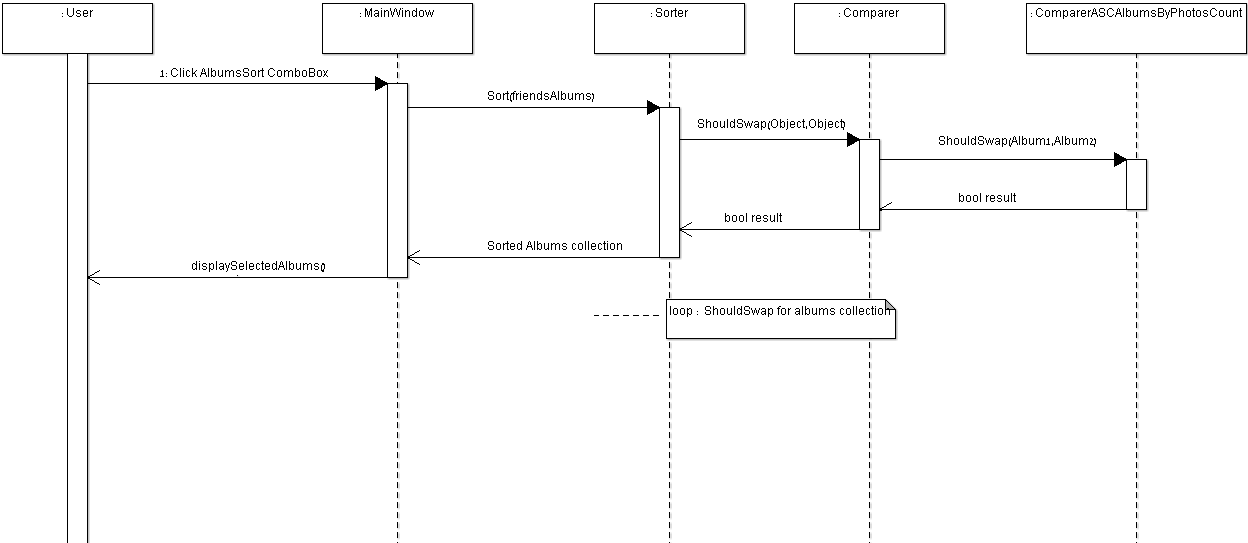 : User
: MainWindow
: Sorter
: Comparer
: ComparerASCAlbumsByPhotosCount
1: Click AlbumsSort ComboBox
Sort(friendsAlbums)
ShouldSwap(Object,Object)
ShouldSwap(Album1,Album2)
bool result
bool result
Sorted Albums collection
displaySelectedAlbums()
loop : ShouldSwap for albums collection